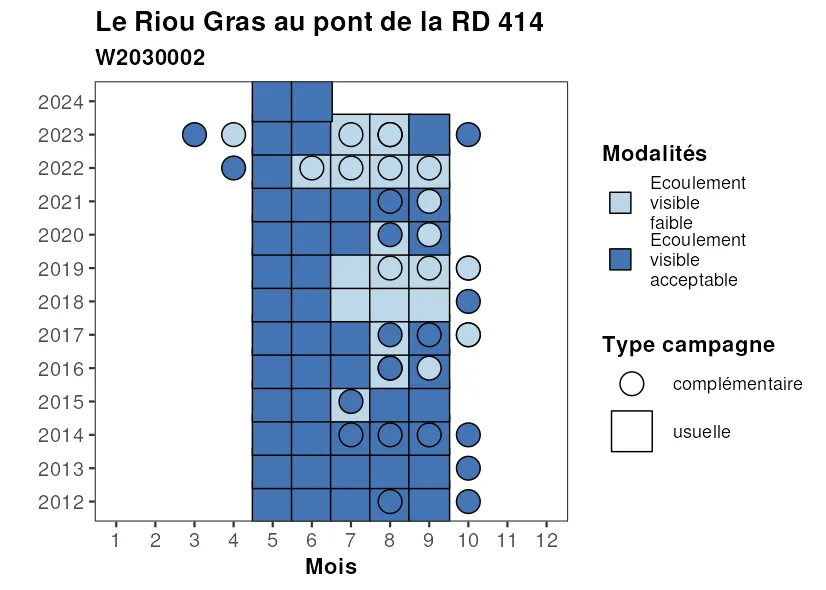 Le Riou Gras au pont de la RD 414
W2030002
2024
2023
2022
2021
2020
2019
2018
2017
2016
2015
2014
2013
2012
1 2 3 4 5 6 7 8 9 10 11 12
Mois
Modalités
Ecoulement
visible
faible
Ecoulement
visible
acceptable
Type campagne
complémentaire
usuelle